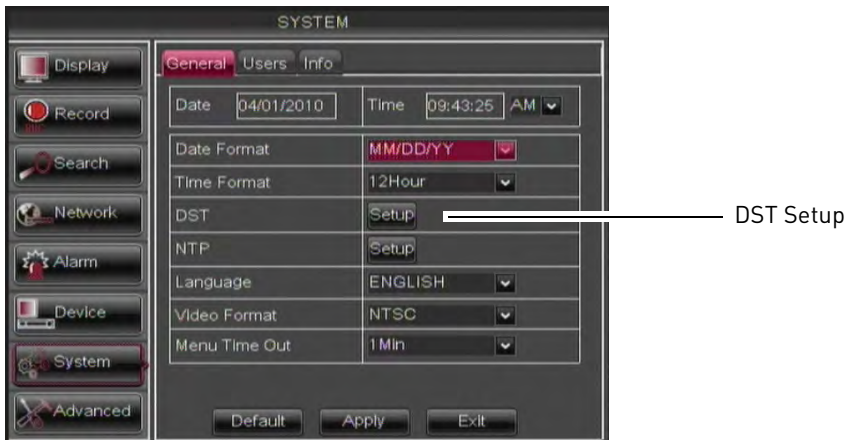 SYSTEM
Display
Record
Search
Network
Alarm
Device
System
Advanced
General Users Info
Date 04/01/2010 Time 09:43:25 AM
Date Format MM/DD/YY
Time Format 12Hour
DST Setup
NTP Setup
Language ENGLISH
Video Format NTSC
Menu Time Out 1Min
Default Apply Exit
DST Setup